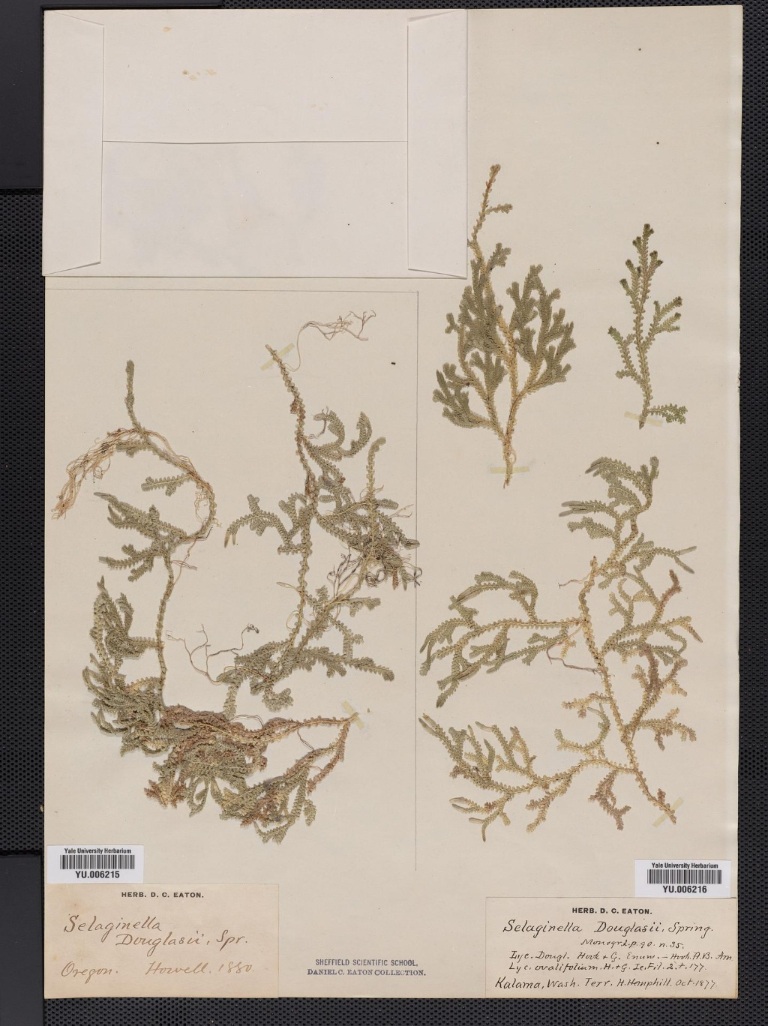 Yale University Herbarium
YU.006215
HERB. D. C. EATON.
Selaginella
Douglasii, Spr.
Oregon. Howell. 1880
SHEFFIELD SCIENTIFIC SCHOOL,
DANIEL C. EATON COLLECTION.
Yale University Herbarium
YU.006216
HERB. D. C. EATON.
Selaginella Douglasii, Spring.
Monogr. 2. p. 90. n. 35.
Lyc. Dougl. Hook & G. Enum. — Hook. Fl. B. Am
Lyc. ovalifolium. H. & G. Ic. Fil. 2. t. 177
Kalama, Wash. Terr. H. Hemphill. Oct. 1877.